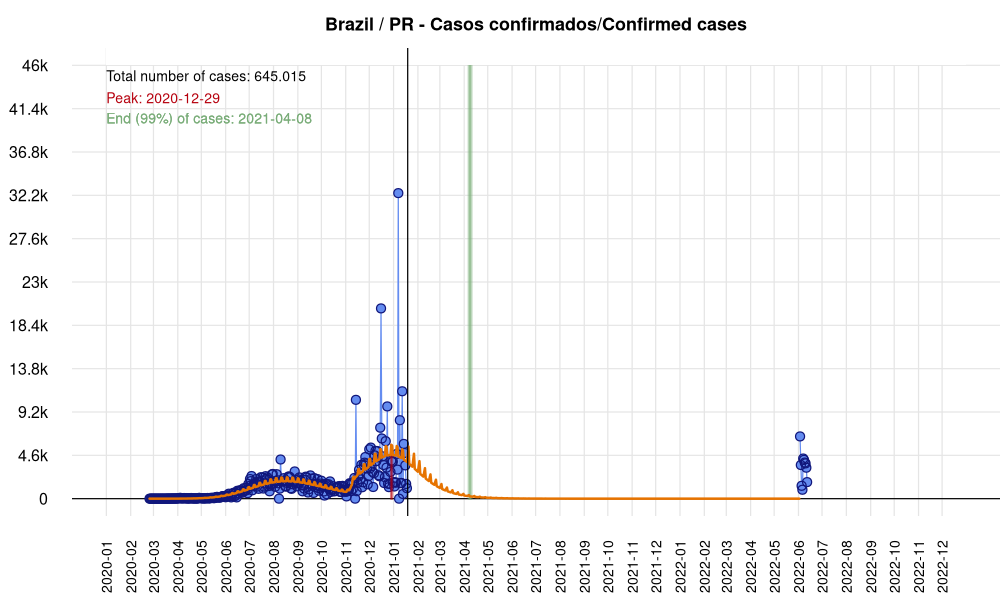 Brazil / PR - Casos confirmados/Confirmed cases
Total number of cases: 645.015
Peak: 2020-12-29
End (99%) of cases: 2021-04-08
46k
41.4k
36.8k
32.2k
27.6k
23k
18.4k
13.8k
9.2k
4.6k
0
2020-01
2020-02
2020-03
2020-04
2020-05
2020-06
2020-07
2020-08
2020-09
2020-10
2020-11
2020-12
2021-01
2021-02
2021-03
2021-04
2021-05
2021-06
2021-07
2021-08
2021-09
2021-10
2021-11
2021-12
2022-01
2022-02
2022-03
2022-04
2022-05
2022-06
2022-07
2022-08
2022-09
2022-10
2022-11
2022-12